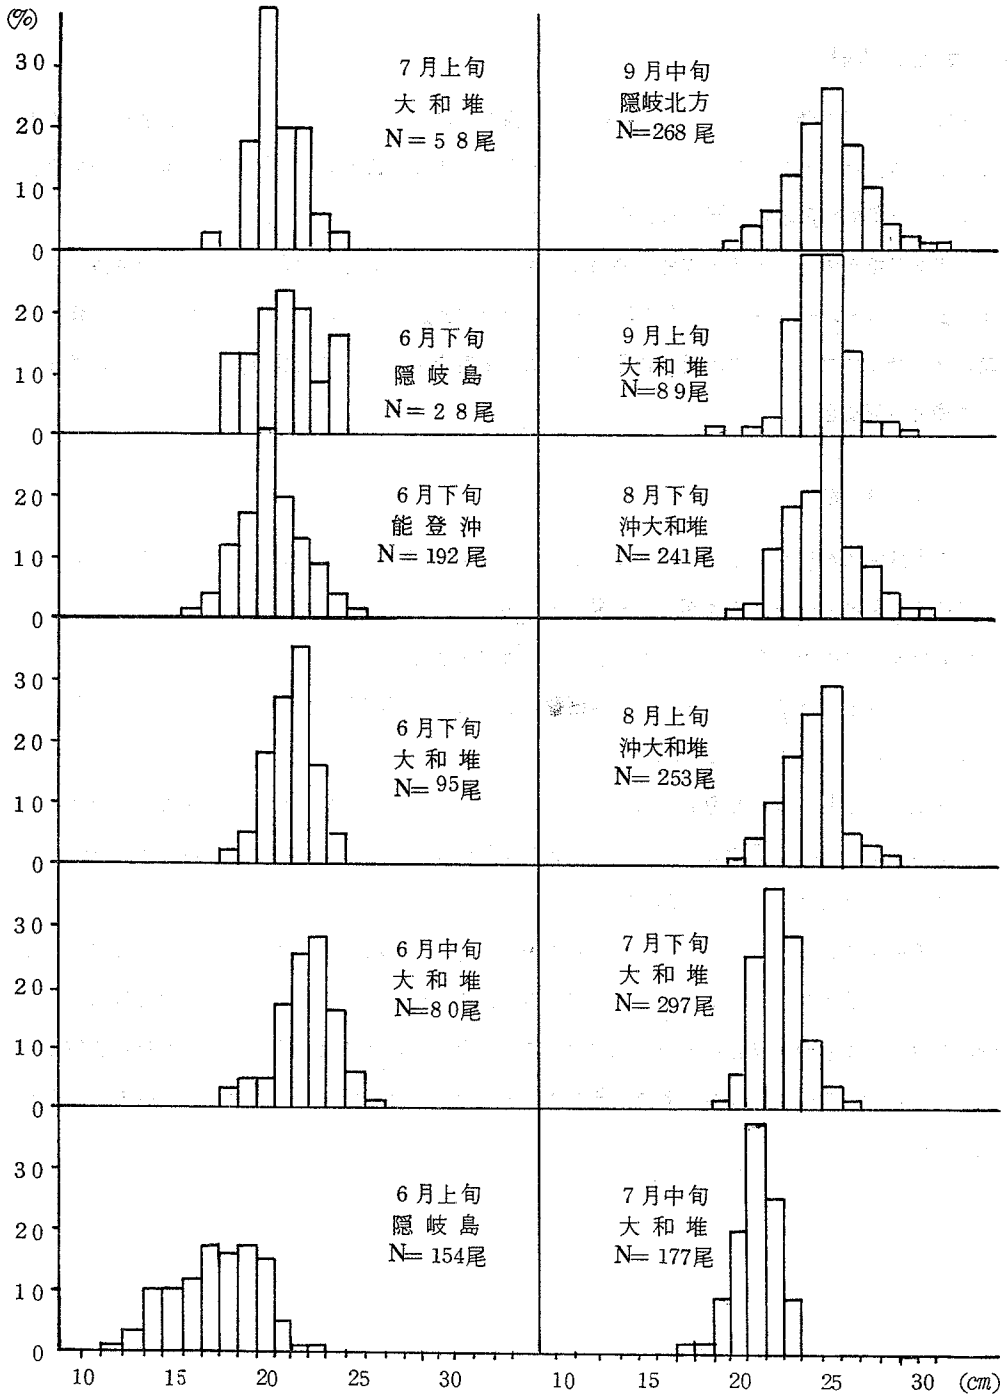 (%)
30
20
10
0
7月上旬
大和堆
N=58尾
9月中旬
隠岐北方
N=268尾
20
10
0
6月下旬
隠岐島
N=28尾
9月上旬
大和堆
N=89尾
20
10
0
6月下旬
能登沖
N=192尾
8月下旬
沖大和堆
N=241尾
30
20
10
0
6月下旬
大和堆
N=95尾
8月上旬
沖大和堆
N=253尾
30
20
10
0
6月中旬
大和堆
N=80尾
7月下旬
大和堆
N=297尾
30
20
10
0
6月上旬
隠岐島
N=154尾
7月中旬
大和堆
N=177尾
10 15 20 25 30 10 15 20 25 30 (cm)